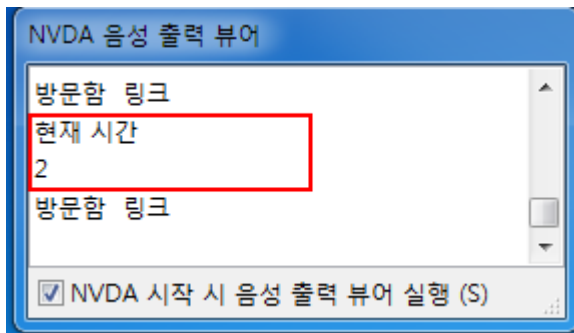 NVDA 음성 출력 뷰어
방문함 링크
현재 시간
2
방문함 링크
NVDA 시작 시 음성 출력 뷰어 실행 (S)